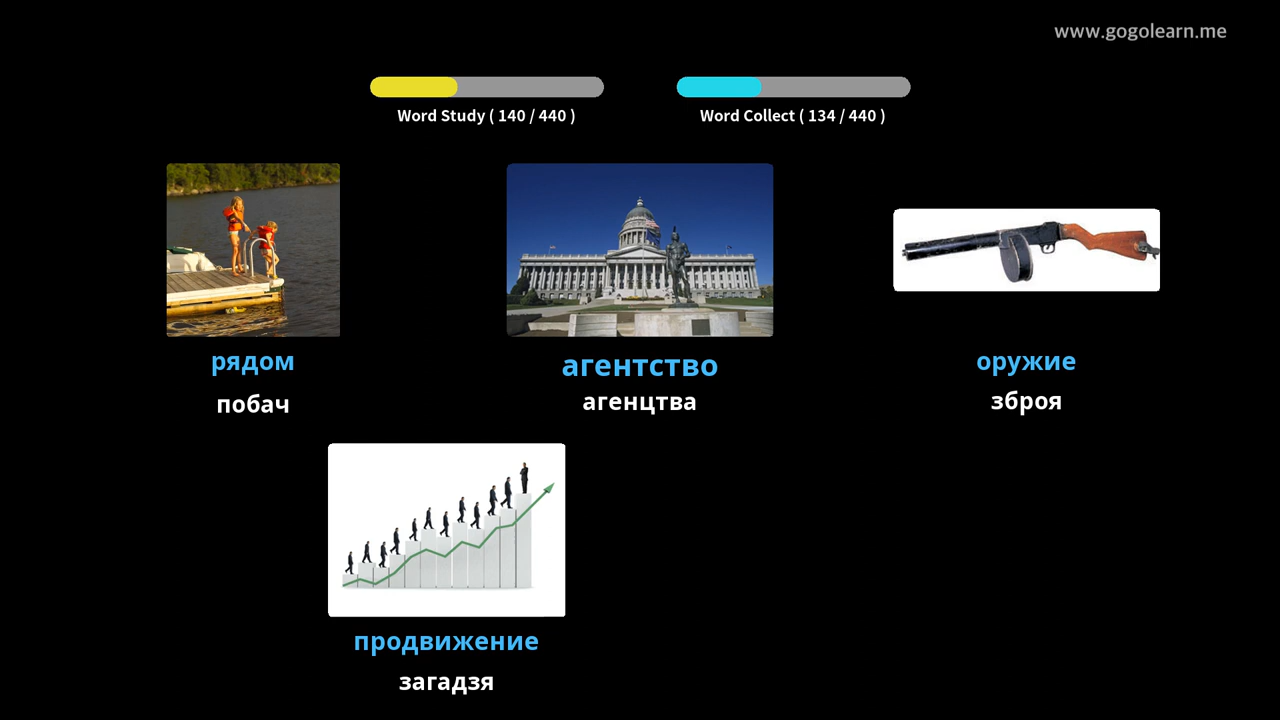 www.gogolearn.me
Word Study ( 140 / 440 )
Word Collect ( 134 / 440 )
рядом
побач
агентство
агенцтва
оружие
зброя
продвижение
загадзя